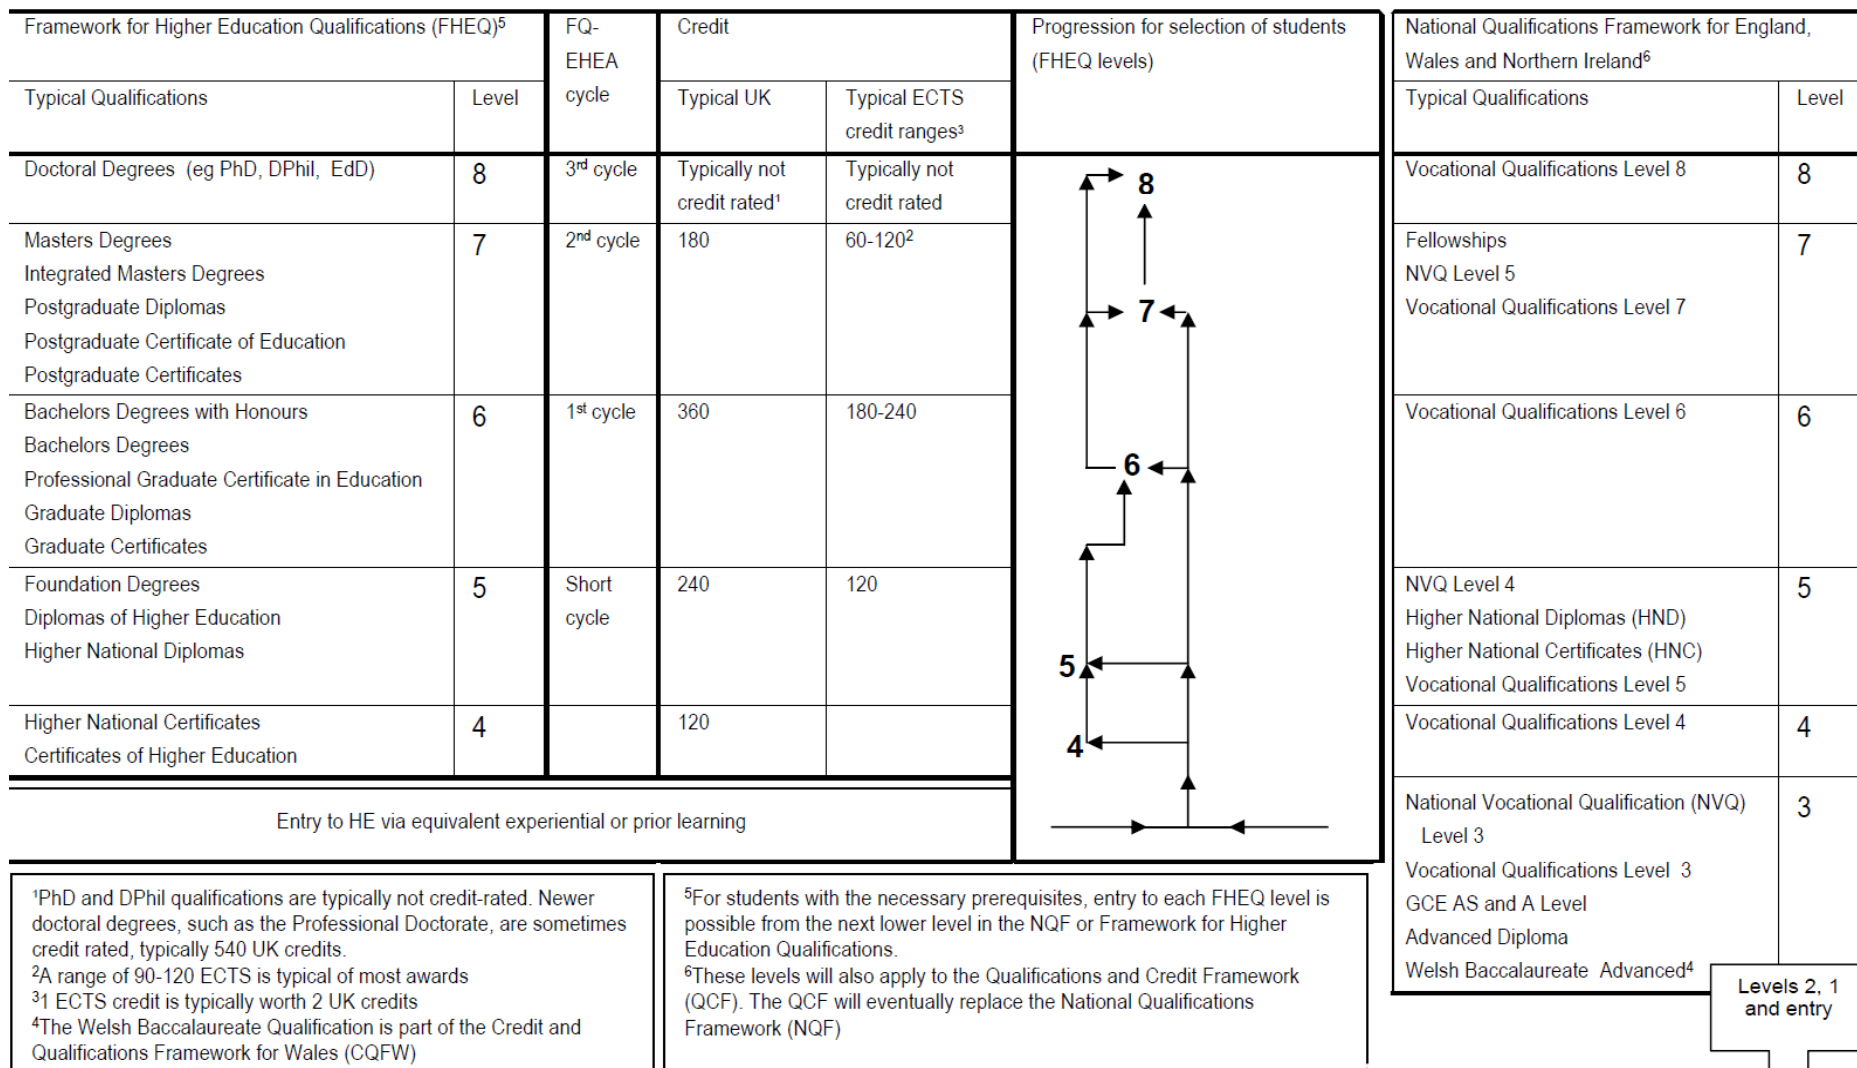 Framework for Higher Education Qualifications (FHEQ)⁵
FQ-
EHEA
cycle
Credit
Progression for selection of students
(FHEQ levels)
National Qualifications Framework for England,
Wales and Northern Ireland⁶
Typical Qualifications
Level
Typical UK
Typical ECTS
credit ranges³
Typical Qualifications
Level
Doctoral Degrees (eg PhD, DPhil, EdD)
8
3rd cycle
Typically not
credit rated¹
Typically not
credit rated
8
Vocational Qualifications Level 8
8
Masters Degrees
Integrated Masters Degrees
Postgraduate Diplomas
Postgraduate Certificate of Education
Postgraduate Certificates
7
2nd cycle
180
60-120²
7
Fellowships
NVQ Level 5
Vocational Qualifications Level 7
7
Bachelors Degrees with Honours
Bachelors Degrees
Professional Graduate Certificate in Education
Graduate Diplomas
Graduate Certificates
6
1st cycle
360
180-240
6
Vocational Qualifications Level 6
6
Foundation Degrees
Diplomas of Higher Education
Higher National Diplomas
5
Short
cycle
240
120
5
NVQ Level 4
Higher National Diplomas (HND)
Higher National Certificates (HNC)
Vocational Qualifications Level 5
5
Higher National Certificates
Certificates of Higher Education
4
120
4
Vocational Qualifications Level 4
4
Entry to HE via equivalent experiential or prior learning
National Vocational Qualification (NVQ)
Level 3
Vocational Qualifications Level 3
GCE AS and A Level
Advanced Diploma
Welsh Baccalaureate Advanced⁴
3
Levels 2, 1
and entry
¹PhD and DPhil qualifications are typically not credit-rated. Newer
doctoral degrees, such as the Professional Doctorate, are sometimes
credit rated, typically 540 UK credits.
²A range of 90-120 ECTS is typical of most awards
³1 ECTS credit is typically worth 2 UK credits
⁴The Welsh Baccalaureate Qualification is part of the Credit and
Qualifications Framework for Wales (CQFW)
⁵For students with the necessary prerequisites, entry to each FHEQ level is
possible from the next lower level in the NQF or Framework for Higher
Education Qualifications.
⁶These levels will also apply to the Qualifications and Credit Framework
(QCF). The QCF will eventually replace the National Qualifications
Framework (NQF)